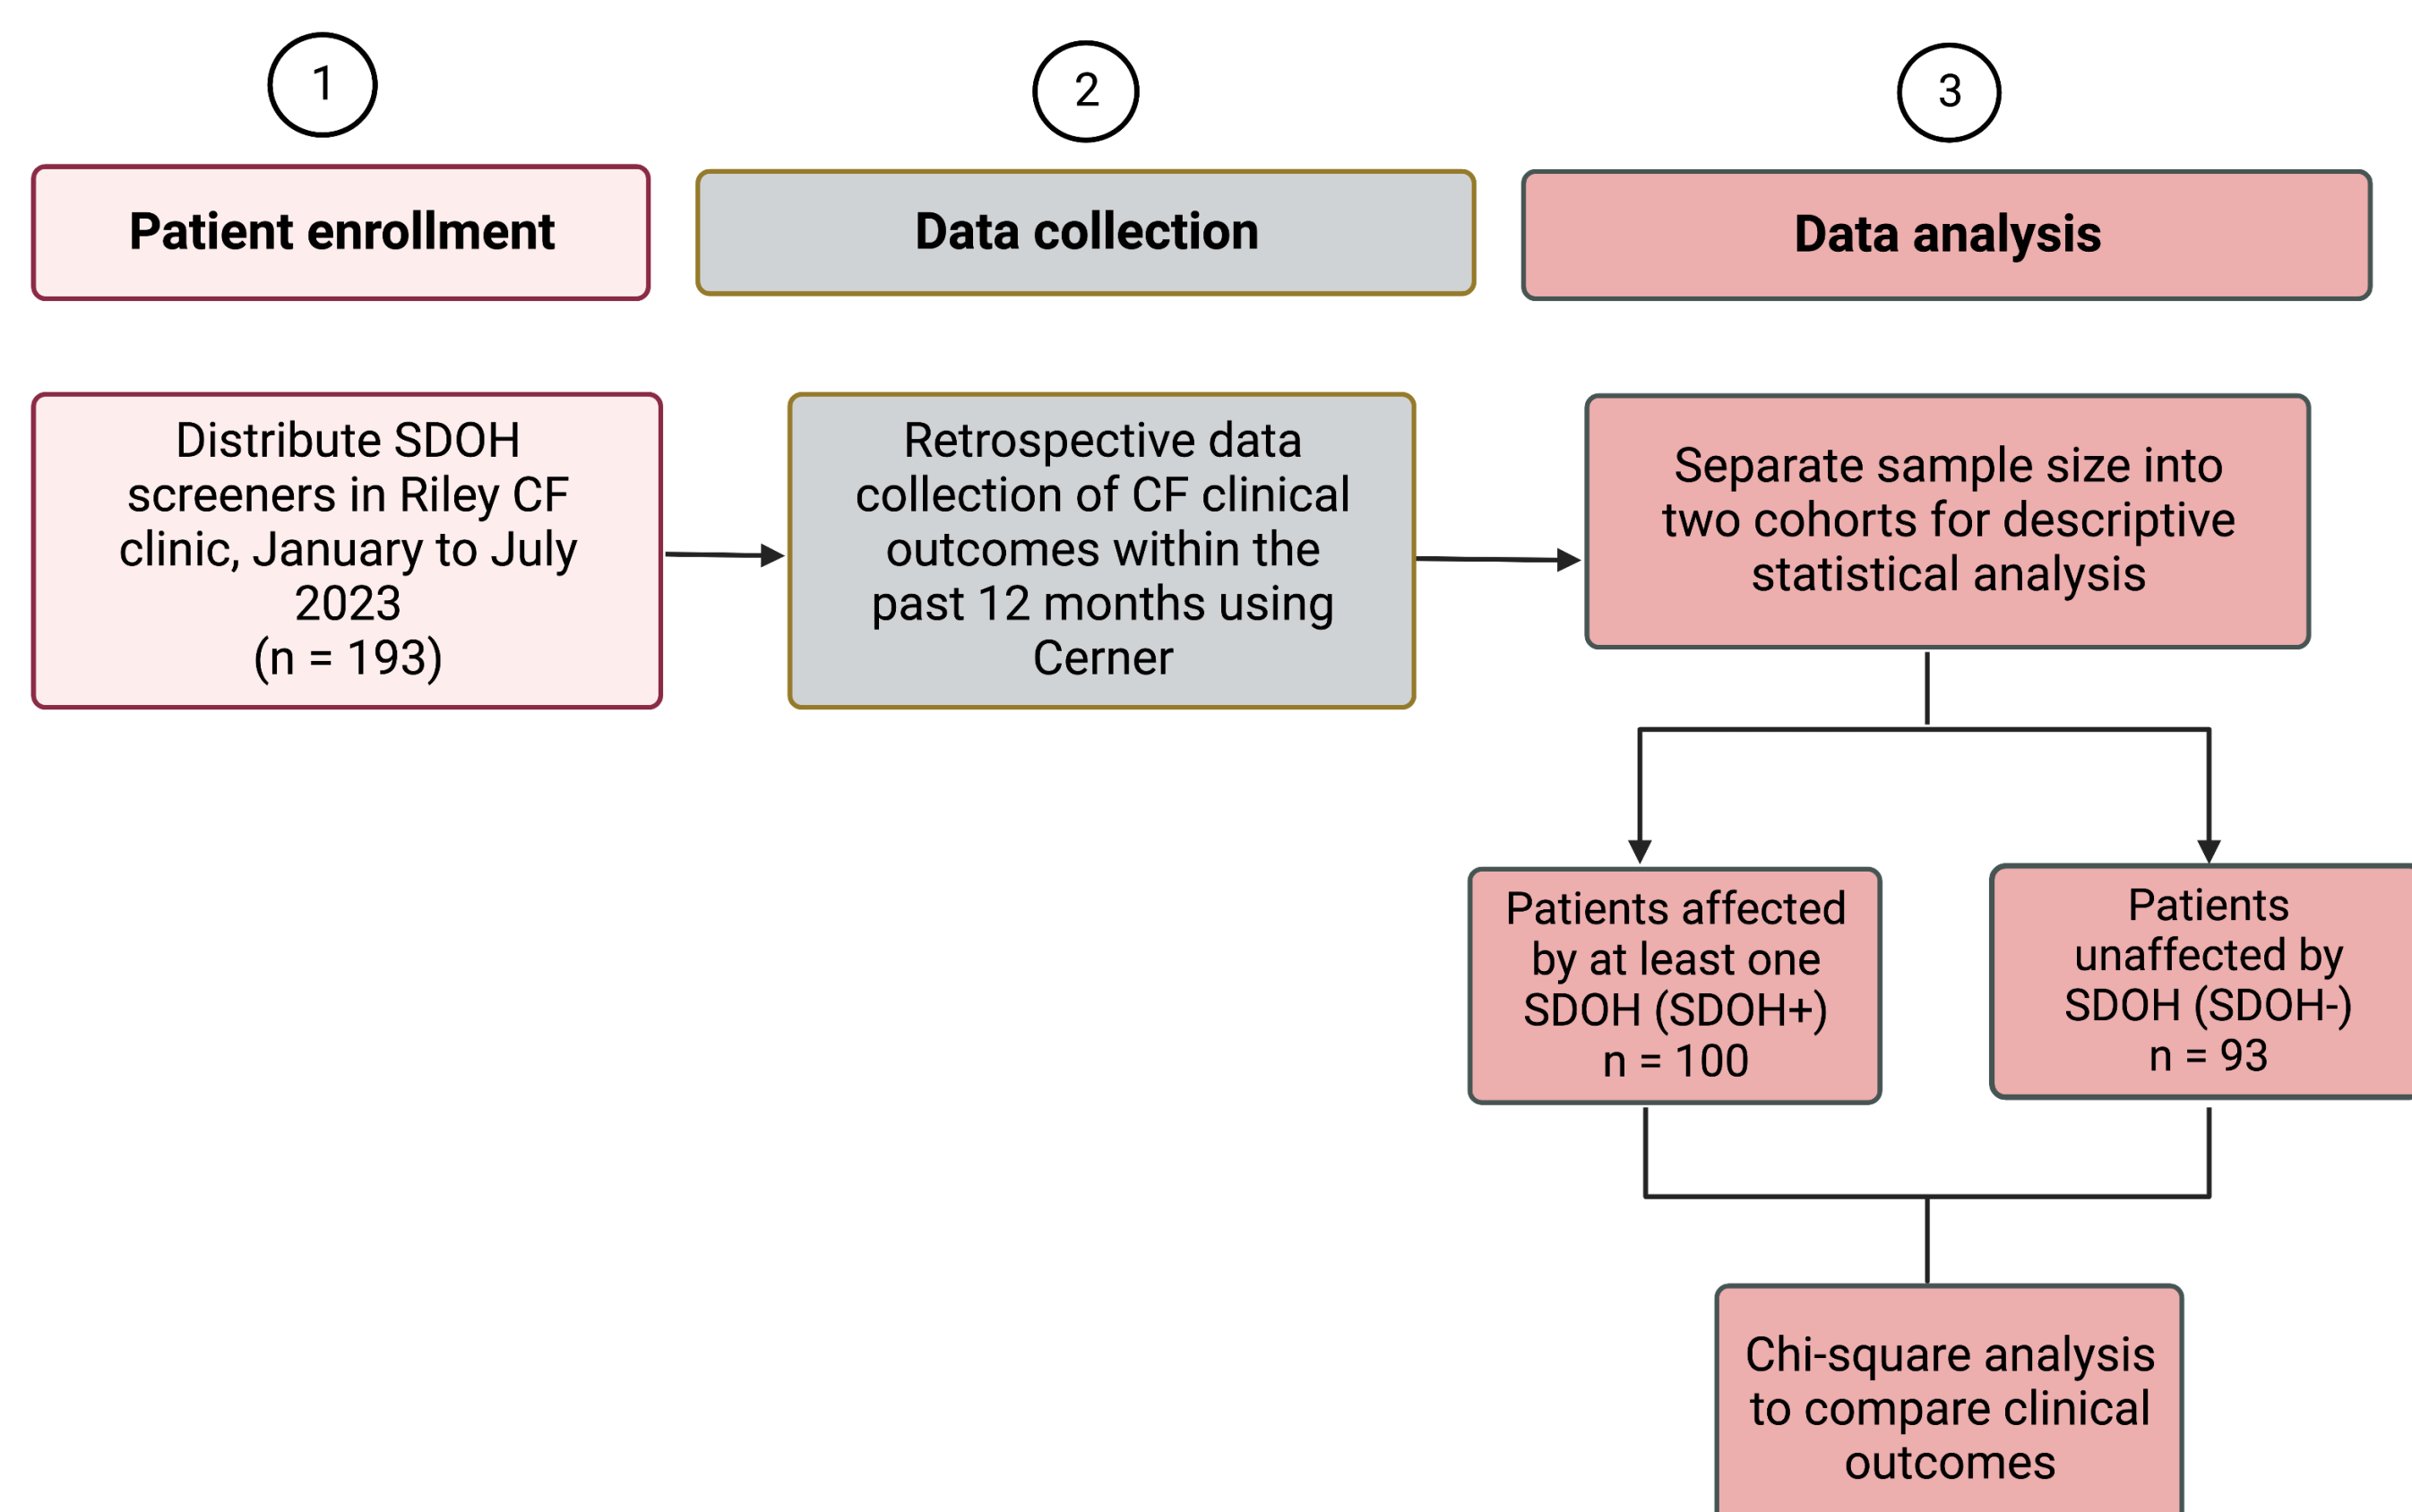 1
2
3
Patient enrollment
Data collection
Data analysis
Distribute SDOH
screeners in Riley CF
clinic, January to July
2023
(n = 193)
Retrospective data
collection of CF clinical
outcomes within the
past 12 months using
Cerner
Separate sample size into
two cohorts for descriptive
statistical analysis
Patients affected
by at least one
SDOH (SDOH+)
n = 100
Patients
unaffected by
SDOH (SDOH-)
n = 93
Chi-square analysis
to compare clinical
outcomes